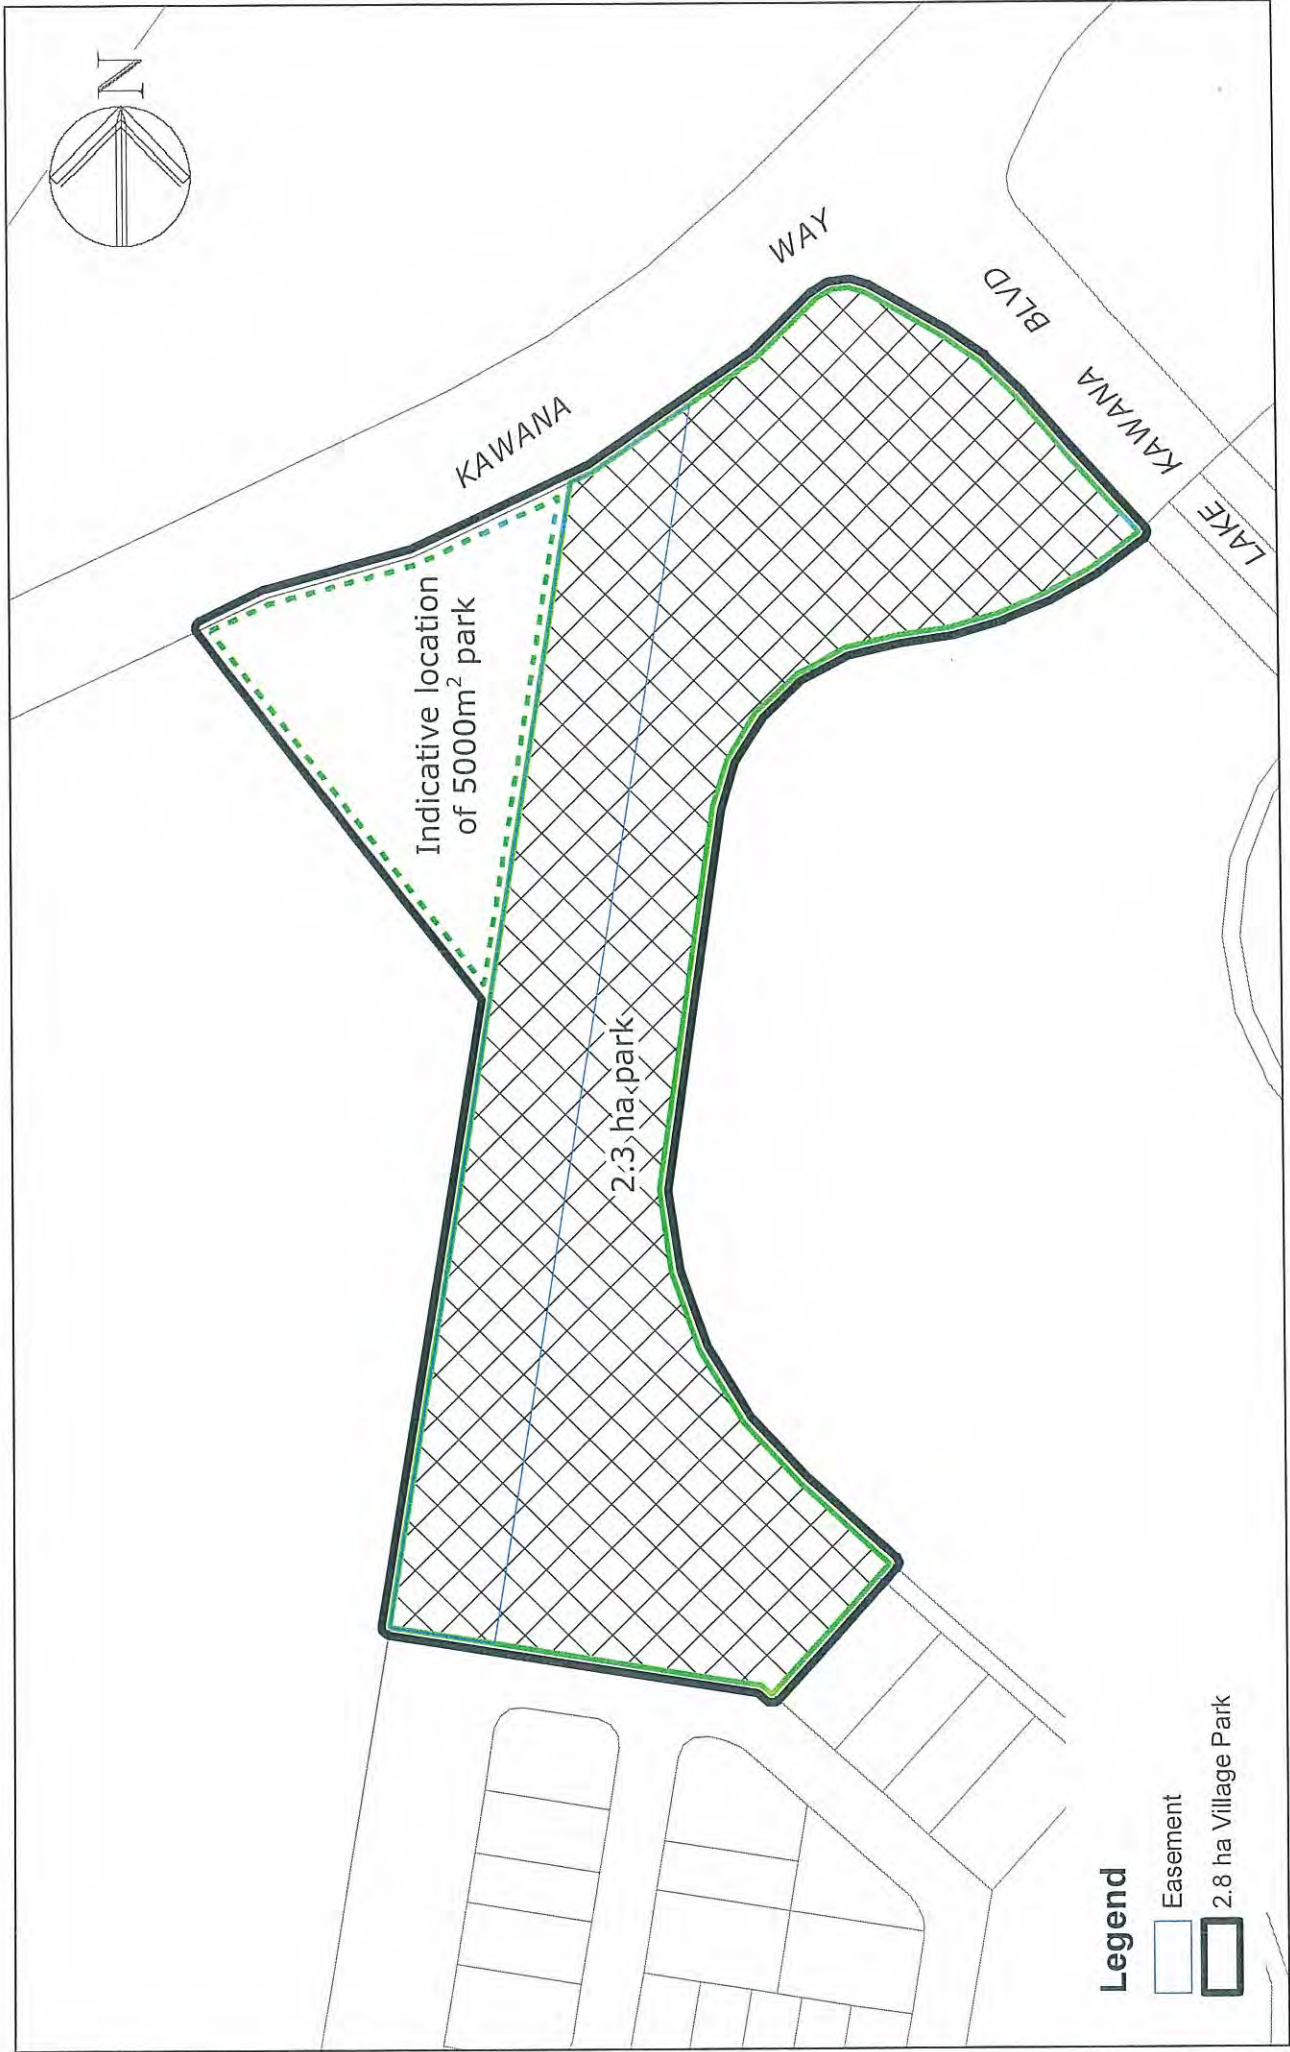 N
KAWANA
WAY
LAKE
KAWANA
BLVD
Indicative location
of 5000m² park
2.3 ha park
Legend
Easement
2.8 ha Village Park